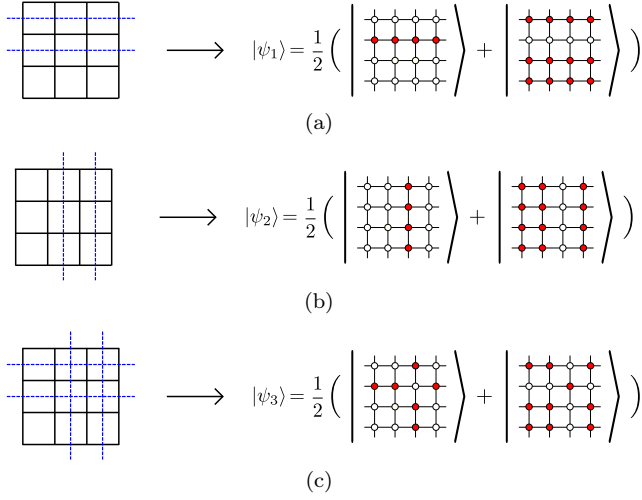 |ψ₁⟩ = 1/2 ( | ⟩ + | ⟩ )
(a)
|ψ₂⟩ = 1/2 ( | ⟩ + | ⟩ )
(b)
|ψ₃⟩ = 1/2 ( | ⟩ + | ⟩ )
(c)